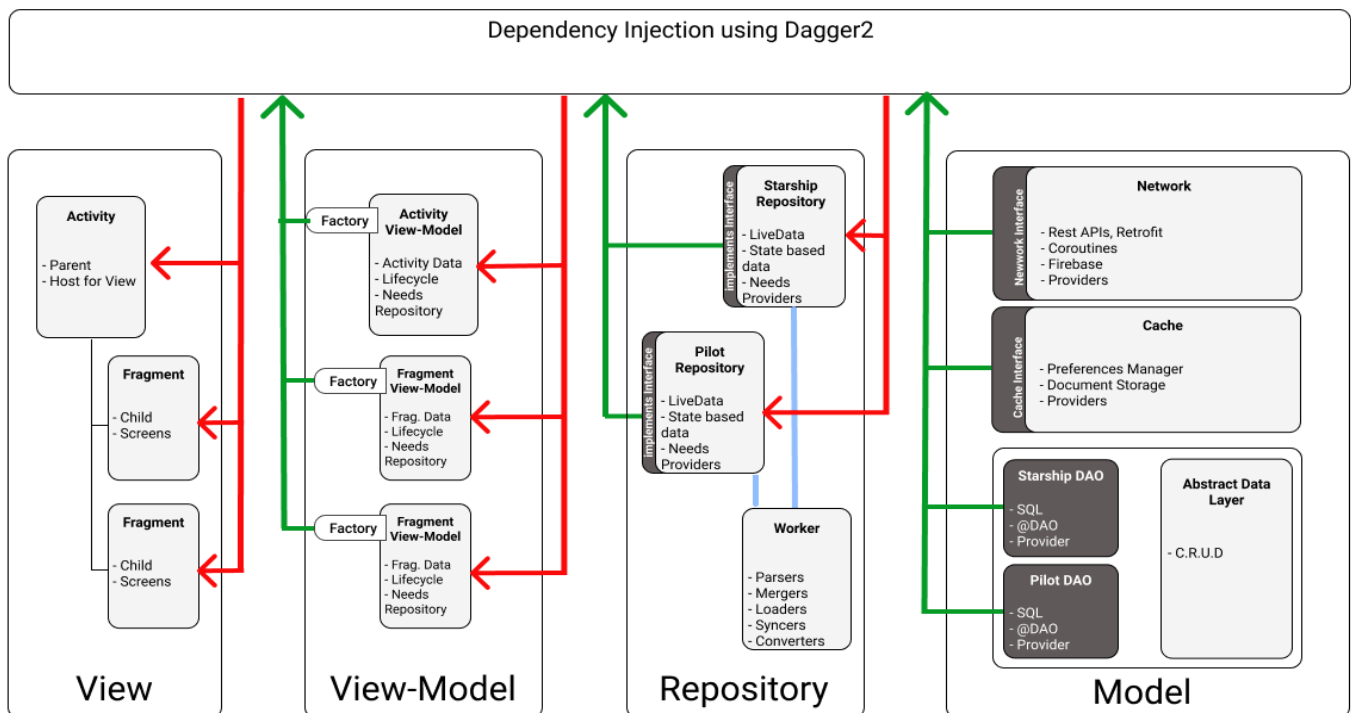 Dependency Injection using Dagger2
Activity
- Parent
- Host for View
Fragment
- Child
- Screens
Fragment
- Child
- Screens
View
Factory
Activity
View-Model
- Activity Data
- Lifecycle
- Needs
Repository
Factory
Fragment
View-Model
- Frag. Data
- Lifecycle
- Needs
Repository
Factory
Fragment
View-Model
- Frag. Data
- Lifecycle
- Needs
Repository
View-Model
implements Interface
Starship
Repository
- LiveData
- State based
data
- Needs
Providers
implements Interface
Pilot
Repository
- LiveData
- State based
data
- Needs
Providers
Worker
- Parsers
- Mergers
- Loaders
- Syncers
- Converters
Repository
Newwork Interface
Network
- Rest APIs, Retrofit
- Coroutines
- Firebase
- Providers
Cache Interface
Cache
- Preferences Manager
- Document Storage
- Providers
Starship DAO
- SQL
- @DAO
- Provider
Pilot DAO
- SQL
- @DAO
- Provider
Abstract Data
Layer
- C.R.U.D
Model